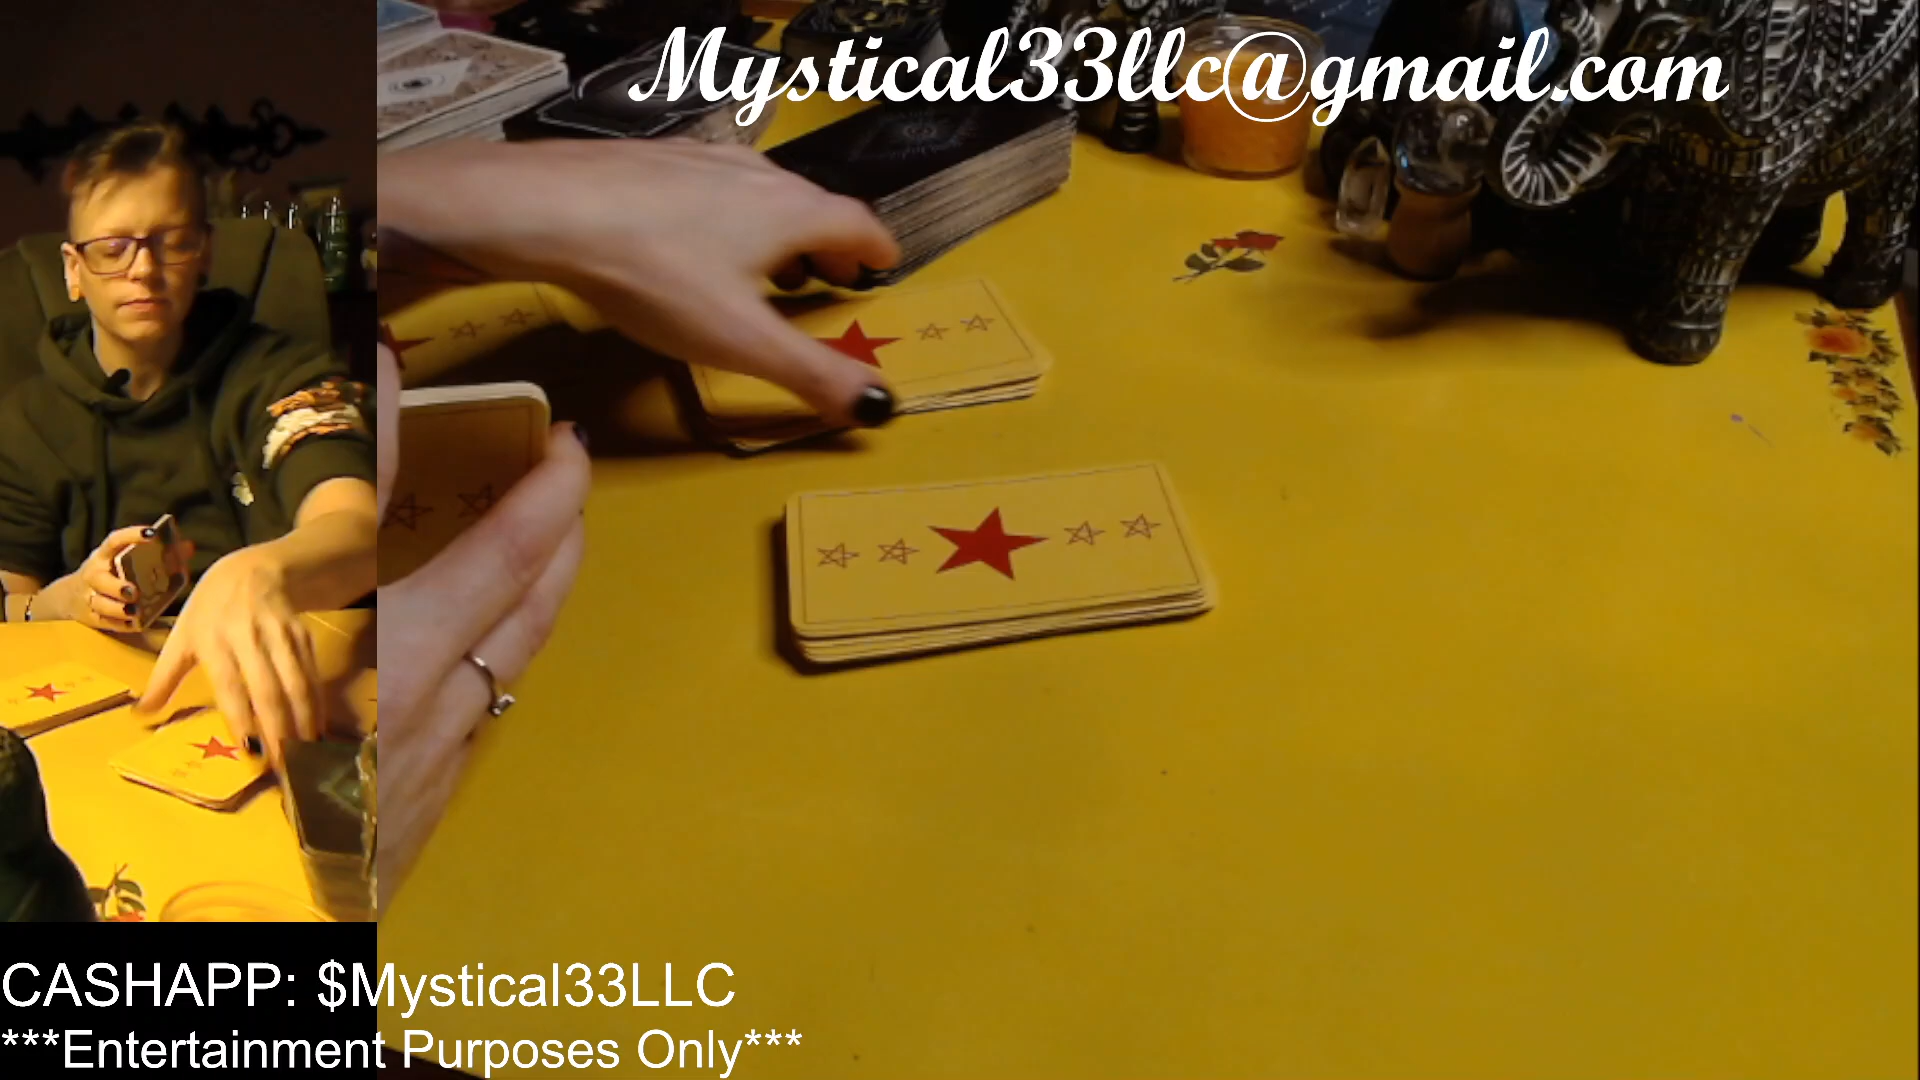 Mystical33llc@gmail.com
CASHAPP: $Mystical33LLC
***Entertainment Purposes Only***